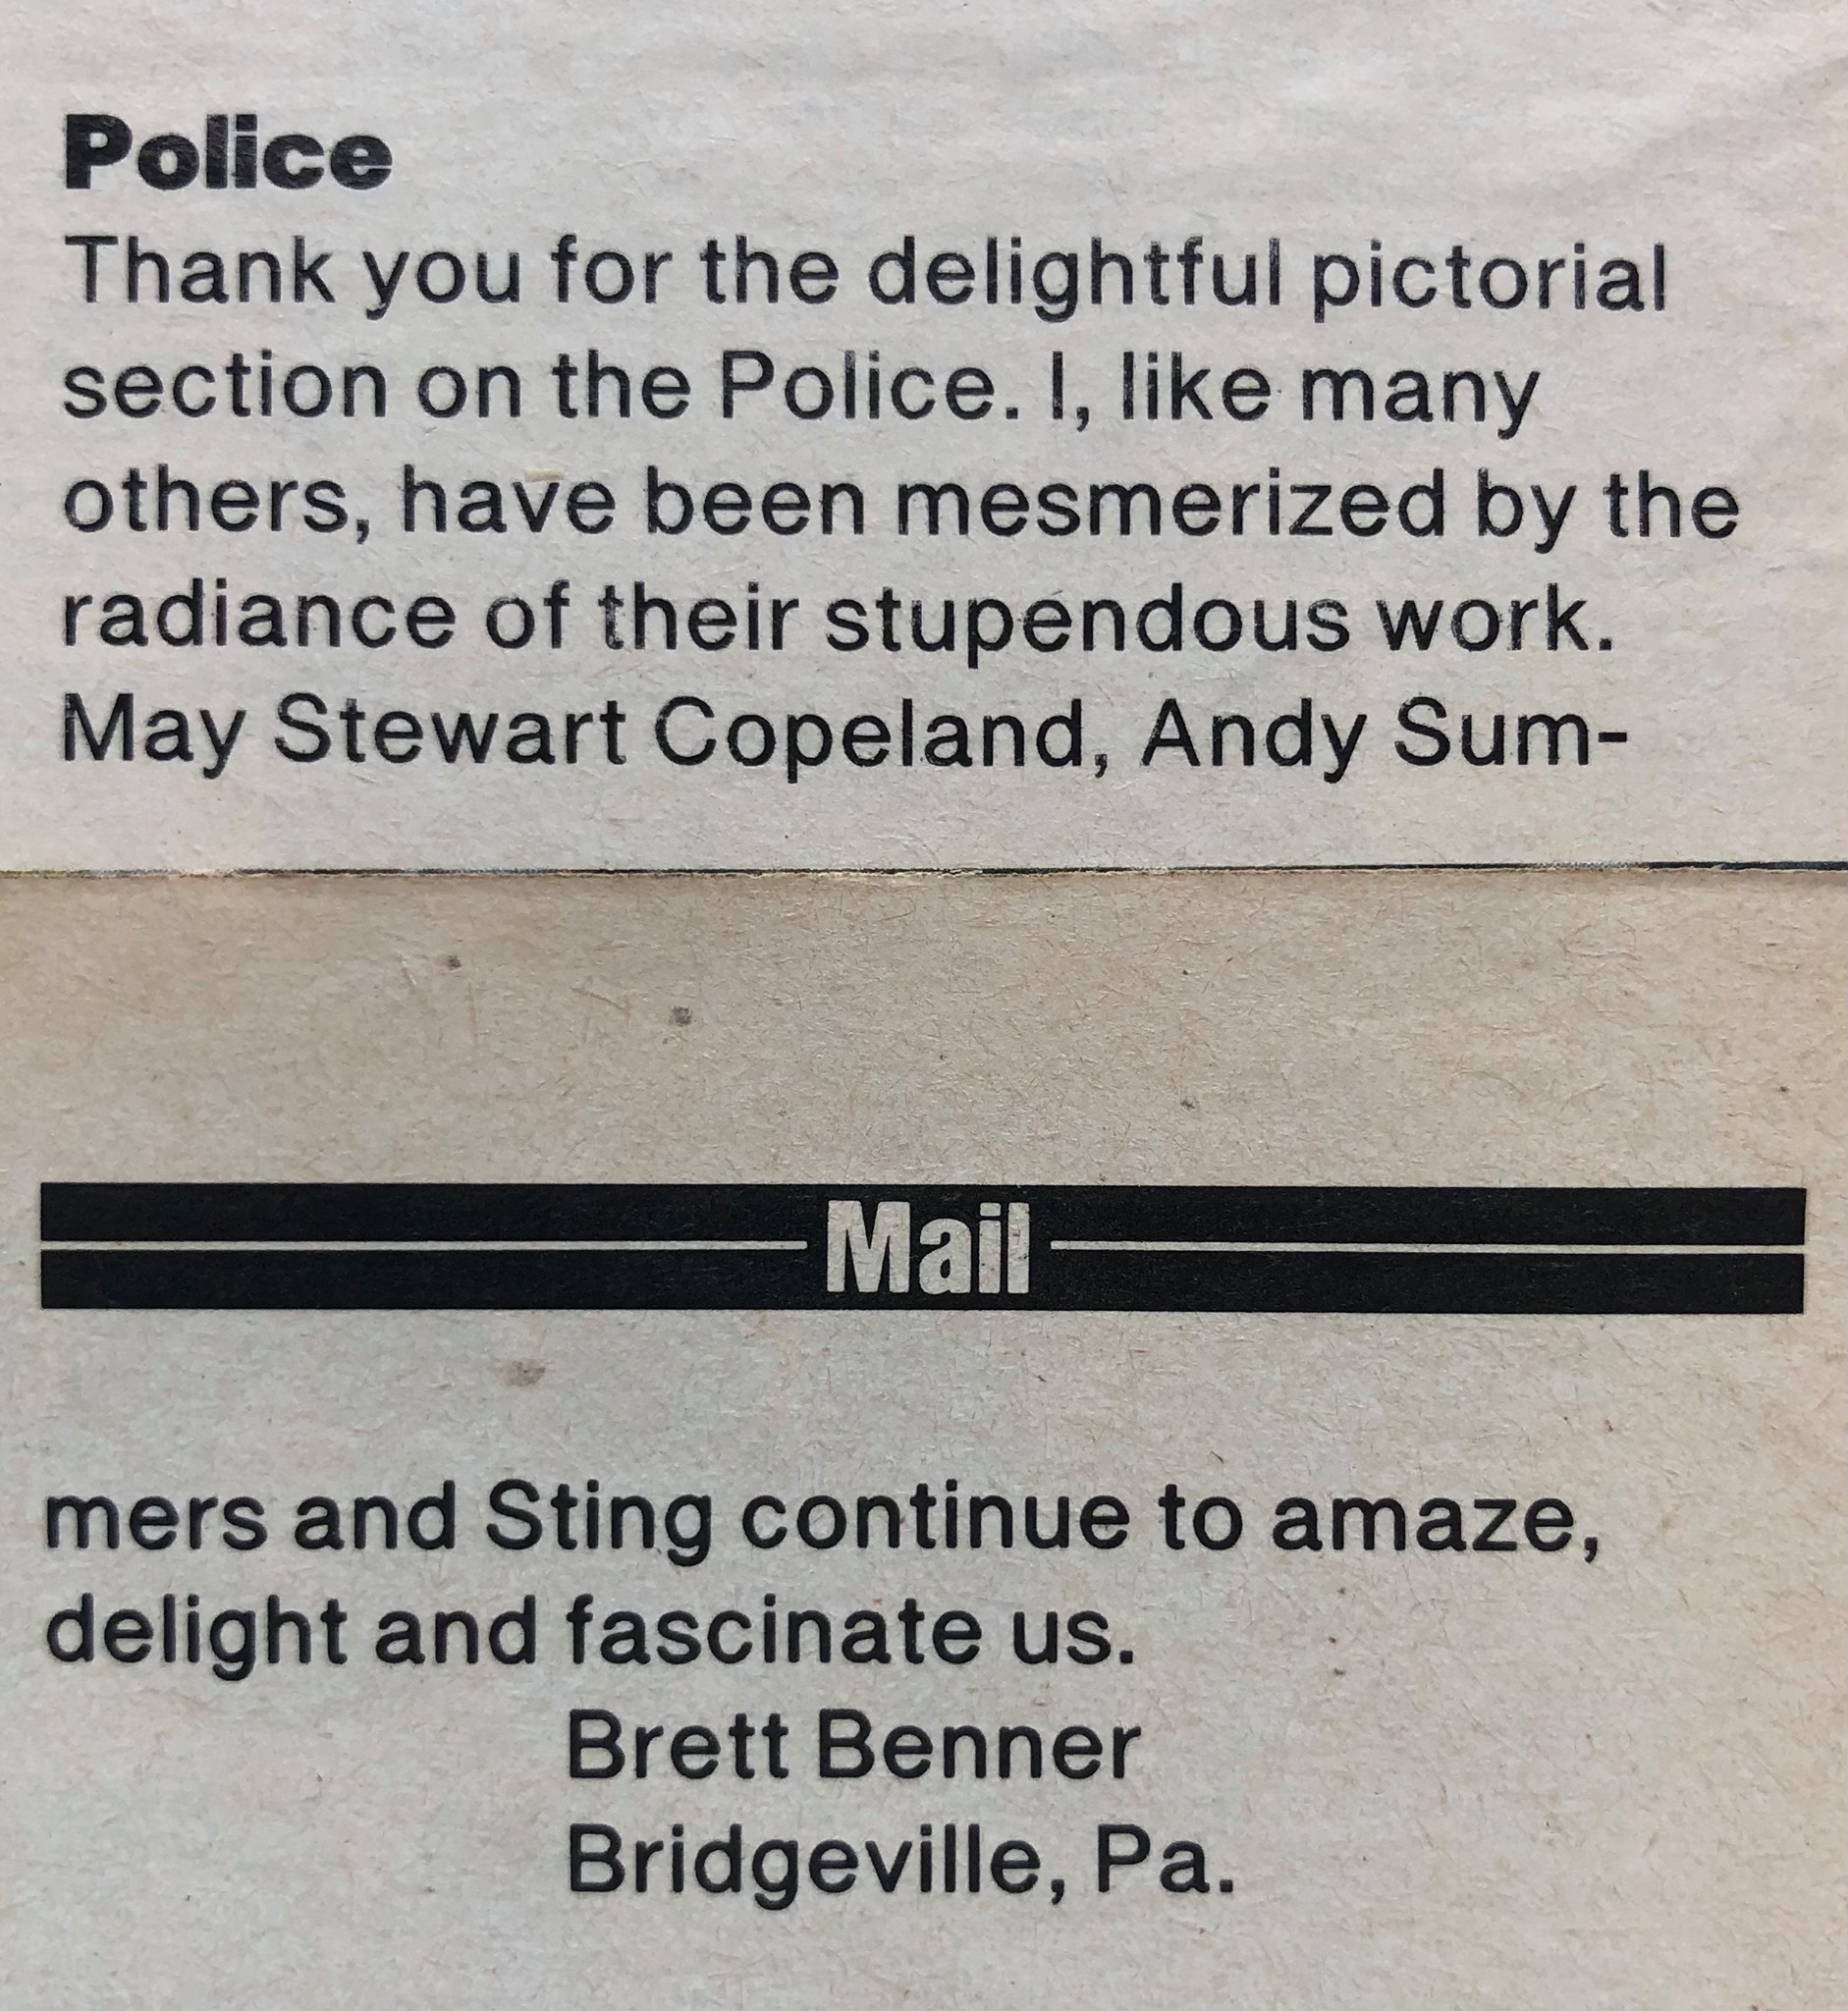 Police
Thank you for the delightful pictorial
section on the Police. I, like many
others, have been mesmerized by the
radiance of their stupendous work.
May Stewart Copeland, Andy Sum-
Mail
mers and Sting continue to amaze,
delight and fascinate us.
Brett Benner
Bridgeville, Pa.